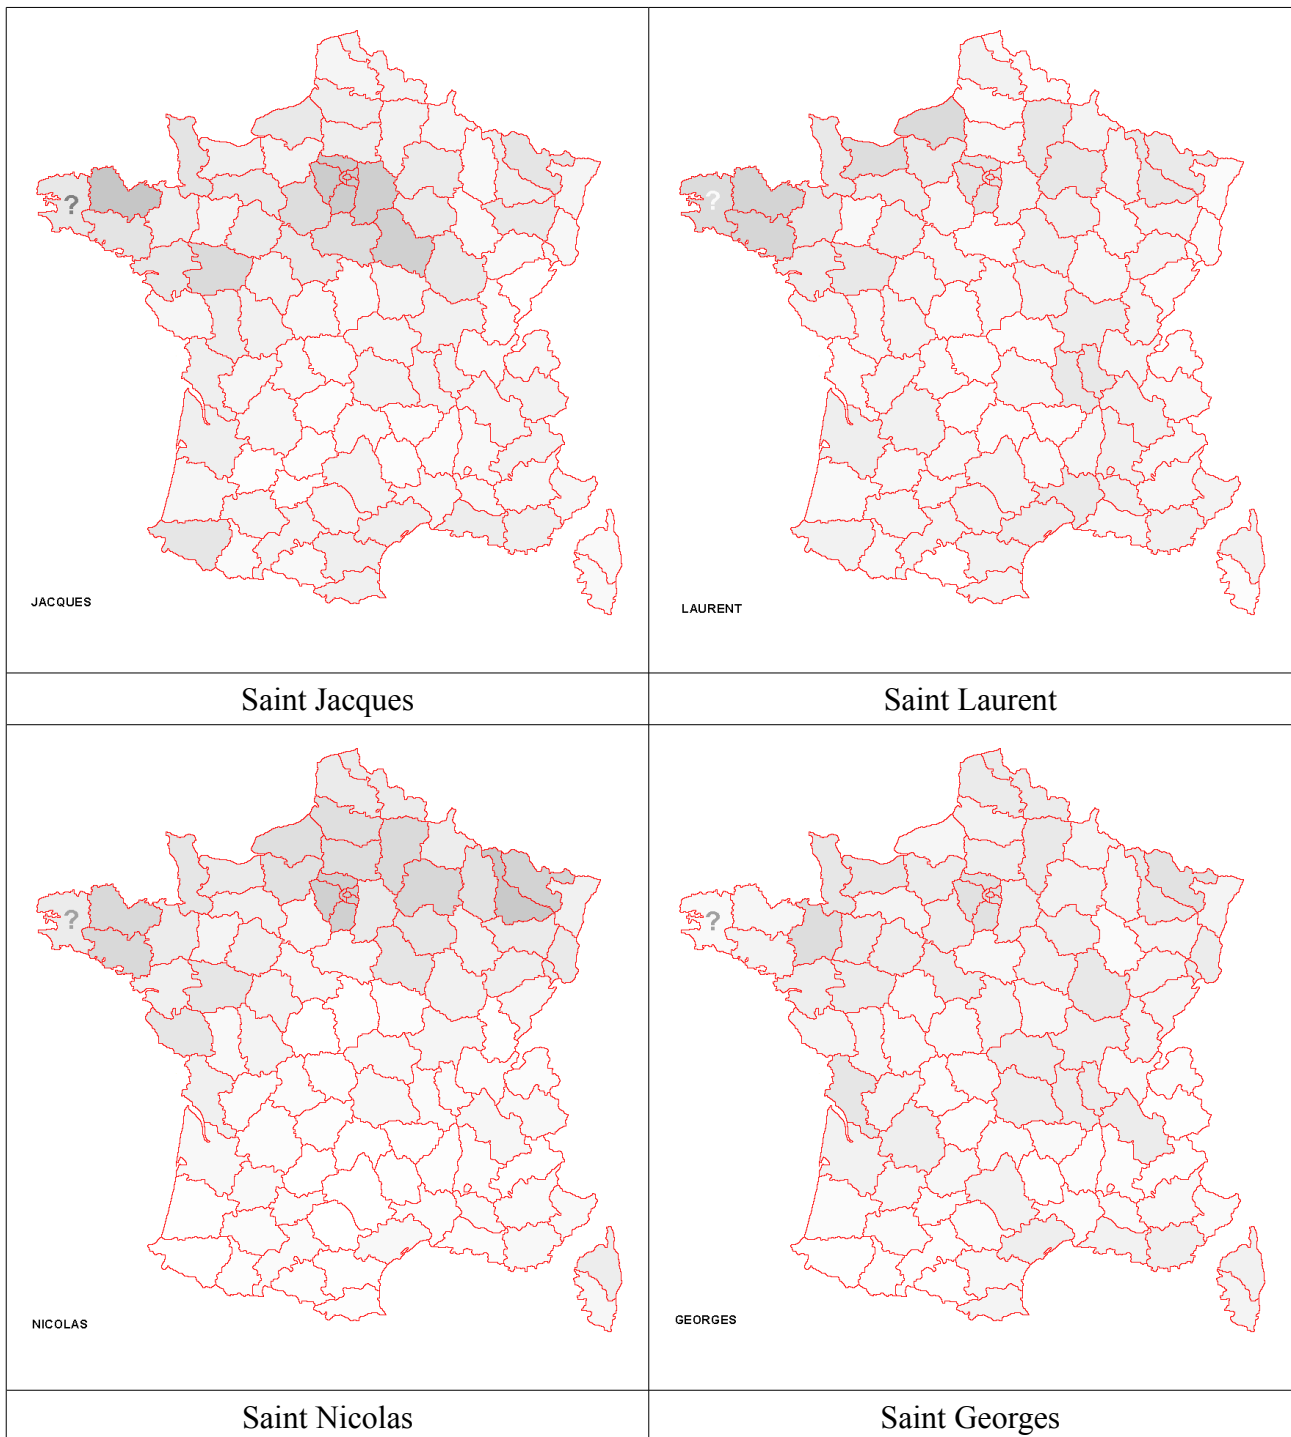 ?
JACQUES
?
LAURENT
Saint Jacques
Saint Laurent
?
NICOLAS
?
GEORGES
Saint Nicolas
Saint Georges